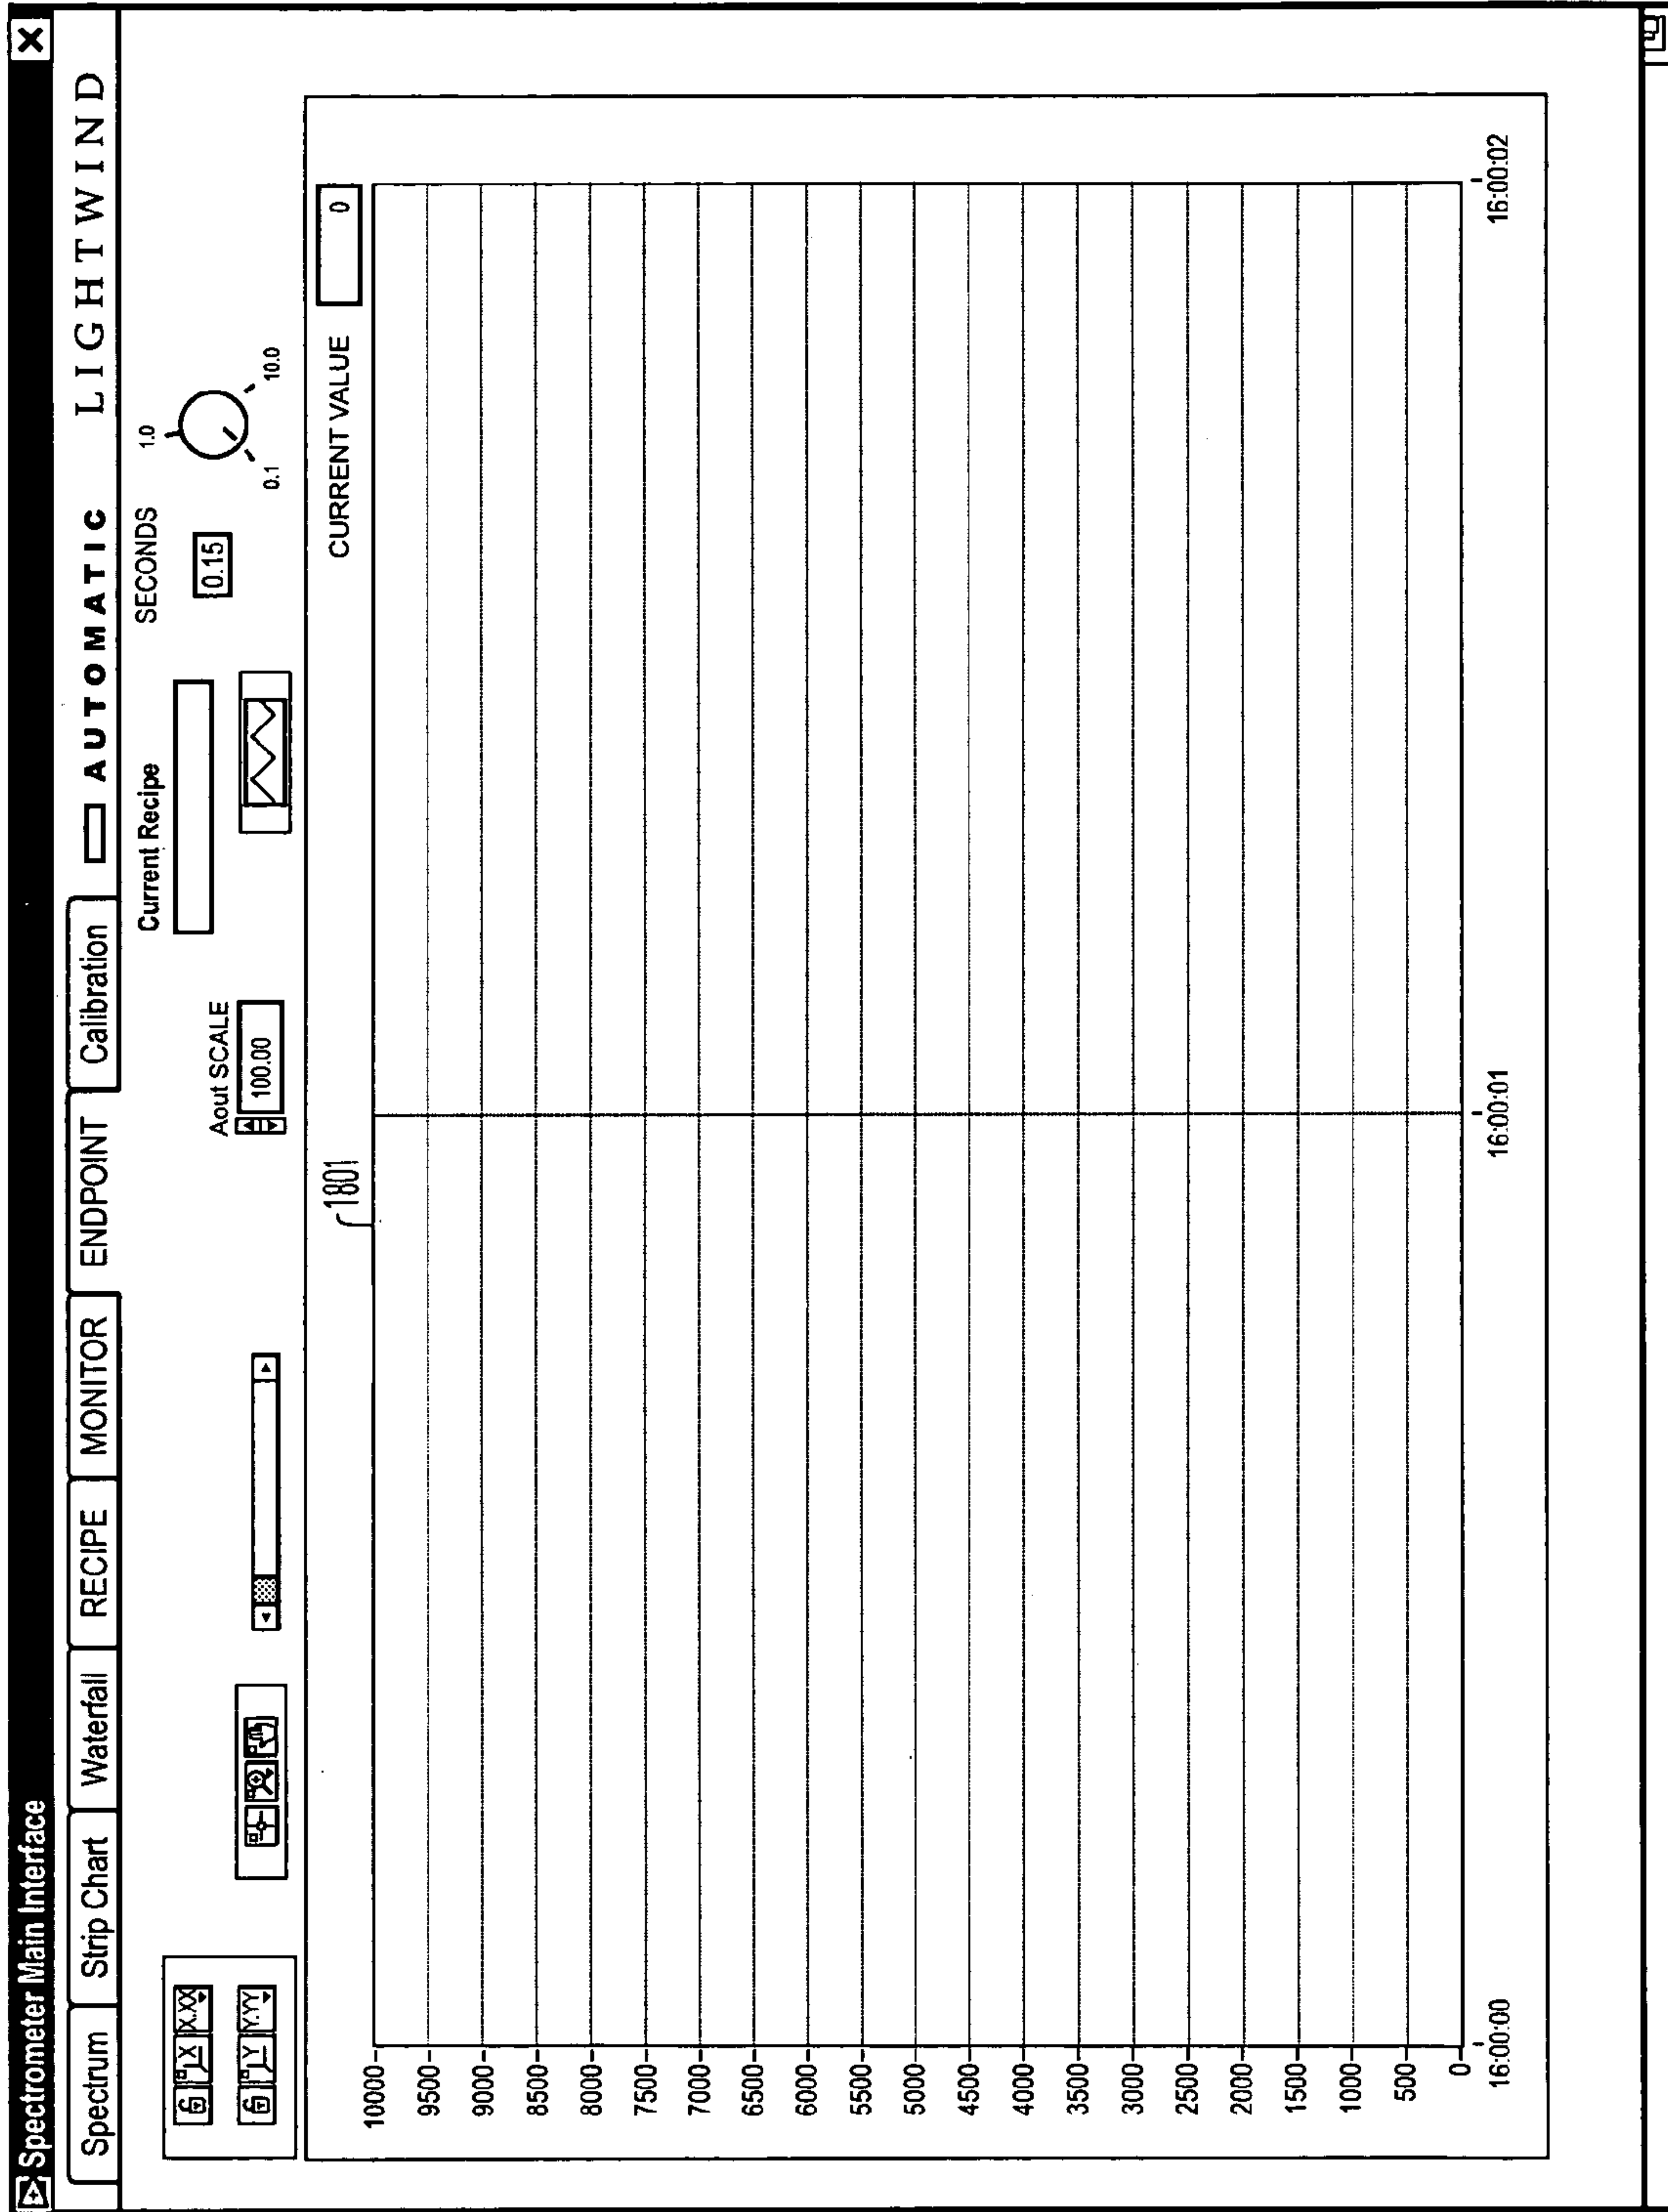 Spectrometer Main Interface
Spectrum Strip Chart Waterfall RECIPE MONITOR ENDPOINT Calibration AUTOMATIC LIGHTWIND
X X.XX
Y Y.YY
Aout SCALE
100.00
Current Recipe
SECONDS
0.15
1.0
0.1 10.0
1801
CURRENT VALUE 0
10000
9500
9000
8500
8000
7500
7000
6500
6000
5500
5000
4500
4000
3500
3000
2500
2000
1500
1000
500
0
16:00:00 16:00:01 16:00:02